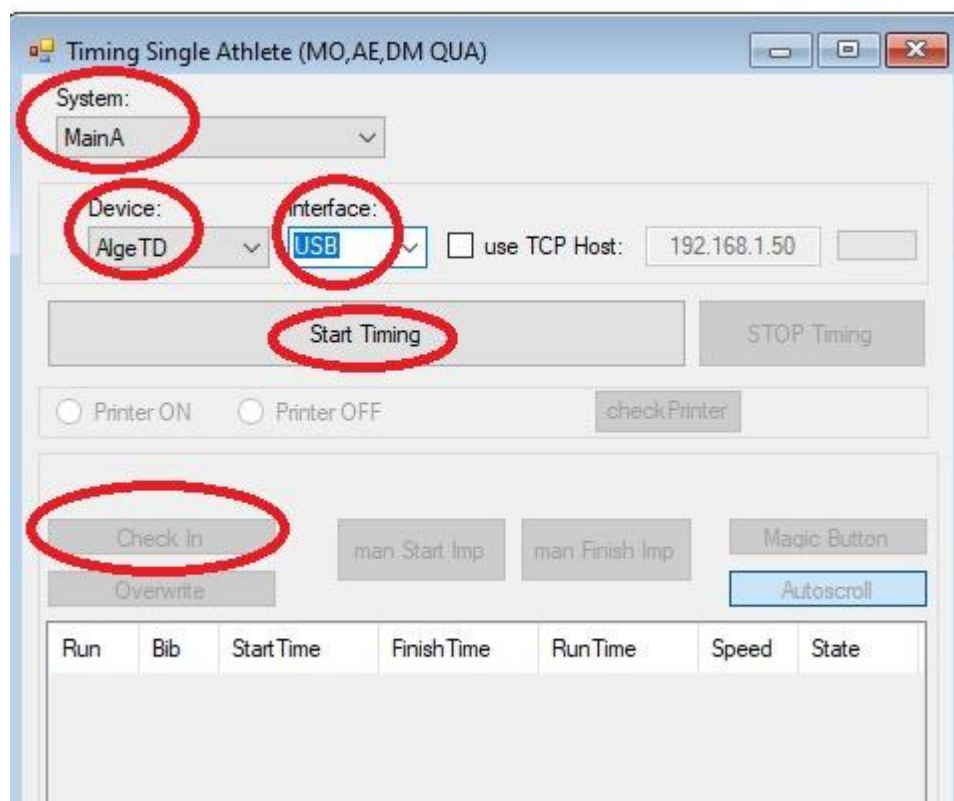 Timing Single Athlete (MO,AE,DM QUA)
System:
MainA
Device: Interface:
AlgeTD USB use TCP Host: 192.168.1.50
Start Timing STOP Timing
Printer ON Printer OFF checkPrinter
Check In man Start Imp man Finish Imp Magic Button
Overwrite Autoscroll
Run Bib StartTime FinishTime RunTime Speed State